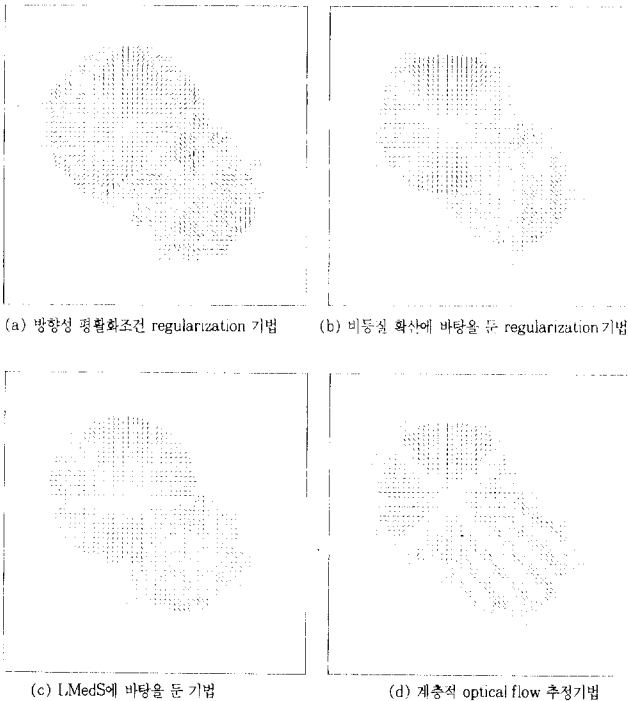 (a) 방향성 평활화조건 regularization 기법
(b) 비등질 확산에 바탕을 둔 regularization 기법
(c) LMedS에 바탕을 둔 기법
(d) 계층적 optical flow 추정기법